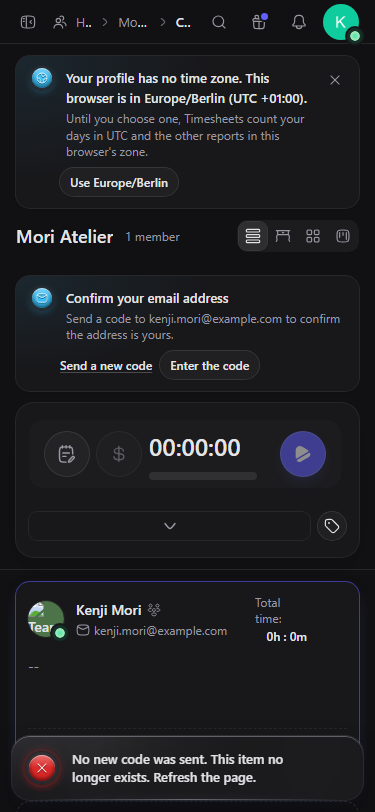 H..
Mo...
C..
K
Your profile has no time zone. This
browser is in Europe/Berlin (UTC +01:00).
Until you choose one, Timesheets count your
days in UTC and the other reports in this
browser's zone.
Use Europe/Berlin
Mori Atelier
1 member
Confirm your email address
Send a code to kenji.mori@example.com to confirm
the address is yours.
Send a new code
Enter the code
$
00:00:00
Kenji Mori
kenji.mori@example.com
Total
time:
0h : 0m
--
No new code was sent. This item no
longer exists. Refresh the page.